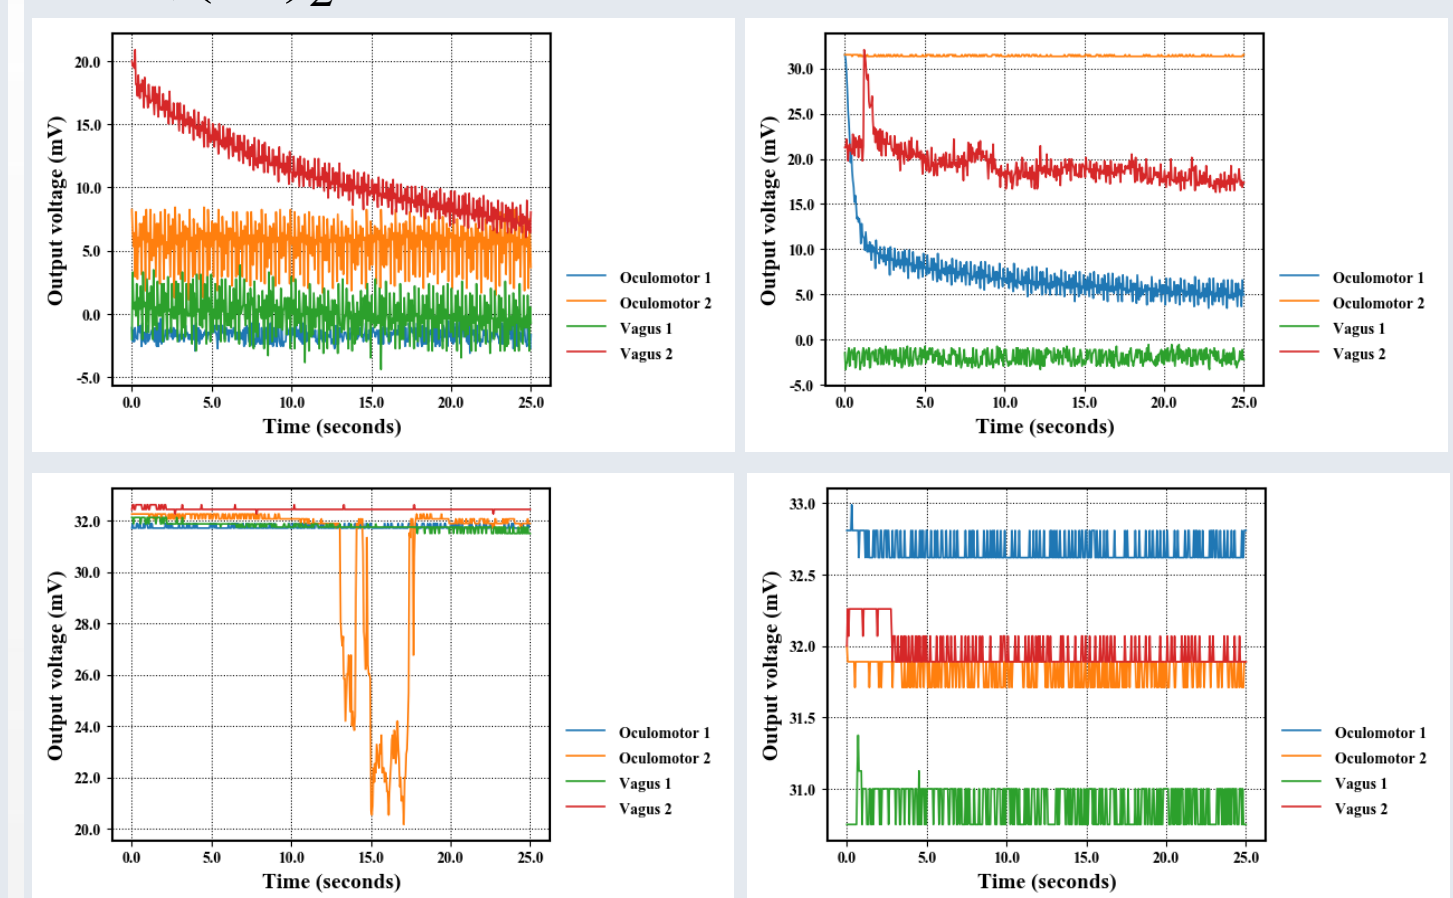 20.0
15.0
10.0
5.0
0.0
-5.0
Output voltage (mV)
0.0 5.0 10.0 15.0 20.0 25.0
Time (seconds)
Oculomotor 1
Oculomotor 2
Vagus 1
Vagus 2
30.0
25.0
20.0
15.0
10.0
5.0
0.0
-5.0
Output voltage (mV)
0.0 5.0 10.0 15.0 20.0 25.0
Time (seconds)
Oculomotor 1
Oculomotor 2
Vagus 1
Vagus 2
32.0
30.0
28.0
26.0
24.0
22.0
20.0
Output voltage (mV)
0.0 5.0 10.0 15.0 20.0 25.0
Time (seconds)
Oculomotor 1
Oculomotor 2
Vagus 1
Vagus 2
33.0
32.5
32.0
31.5
31.0
Output voltage (mV)
0.0 5.0 10.0 15.0 20.0 25.0
Time (seconds)
Oculomotor 1
Oculomotor 2
Vagus 1
Vagus 2